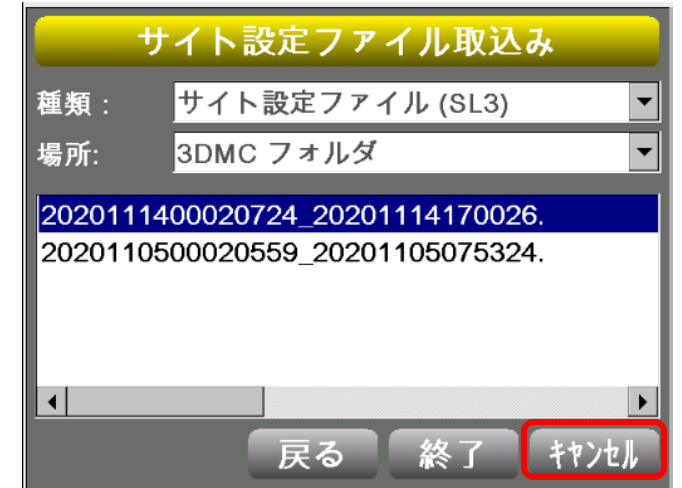 サイト設定ファイル取込み
種類：
サイト設定ファイル (SL3)
場所:
3DMC フォルダ
2020111400020724_20201114170026.
2020110500020559_20201105075324.
戻る 終了 ｷｬﾝｾﾙ